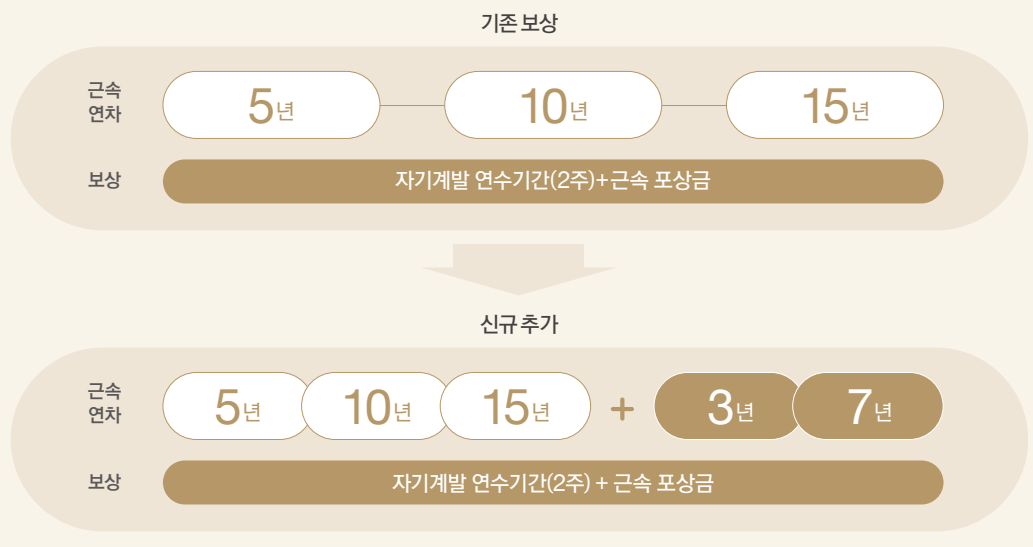 기존 보상
근속
연차
5년
10년
15년
보상
자기계발 연수기간(2주)+근속 포상금
신규 추가
근속
연차
5년
10년
15년
+
3년
7년
보상
자기계발 연수기간(2주) + 근속 포상금